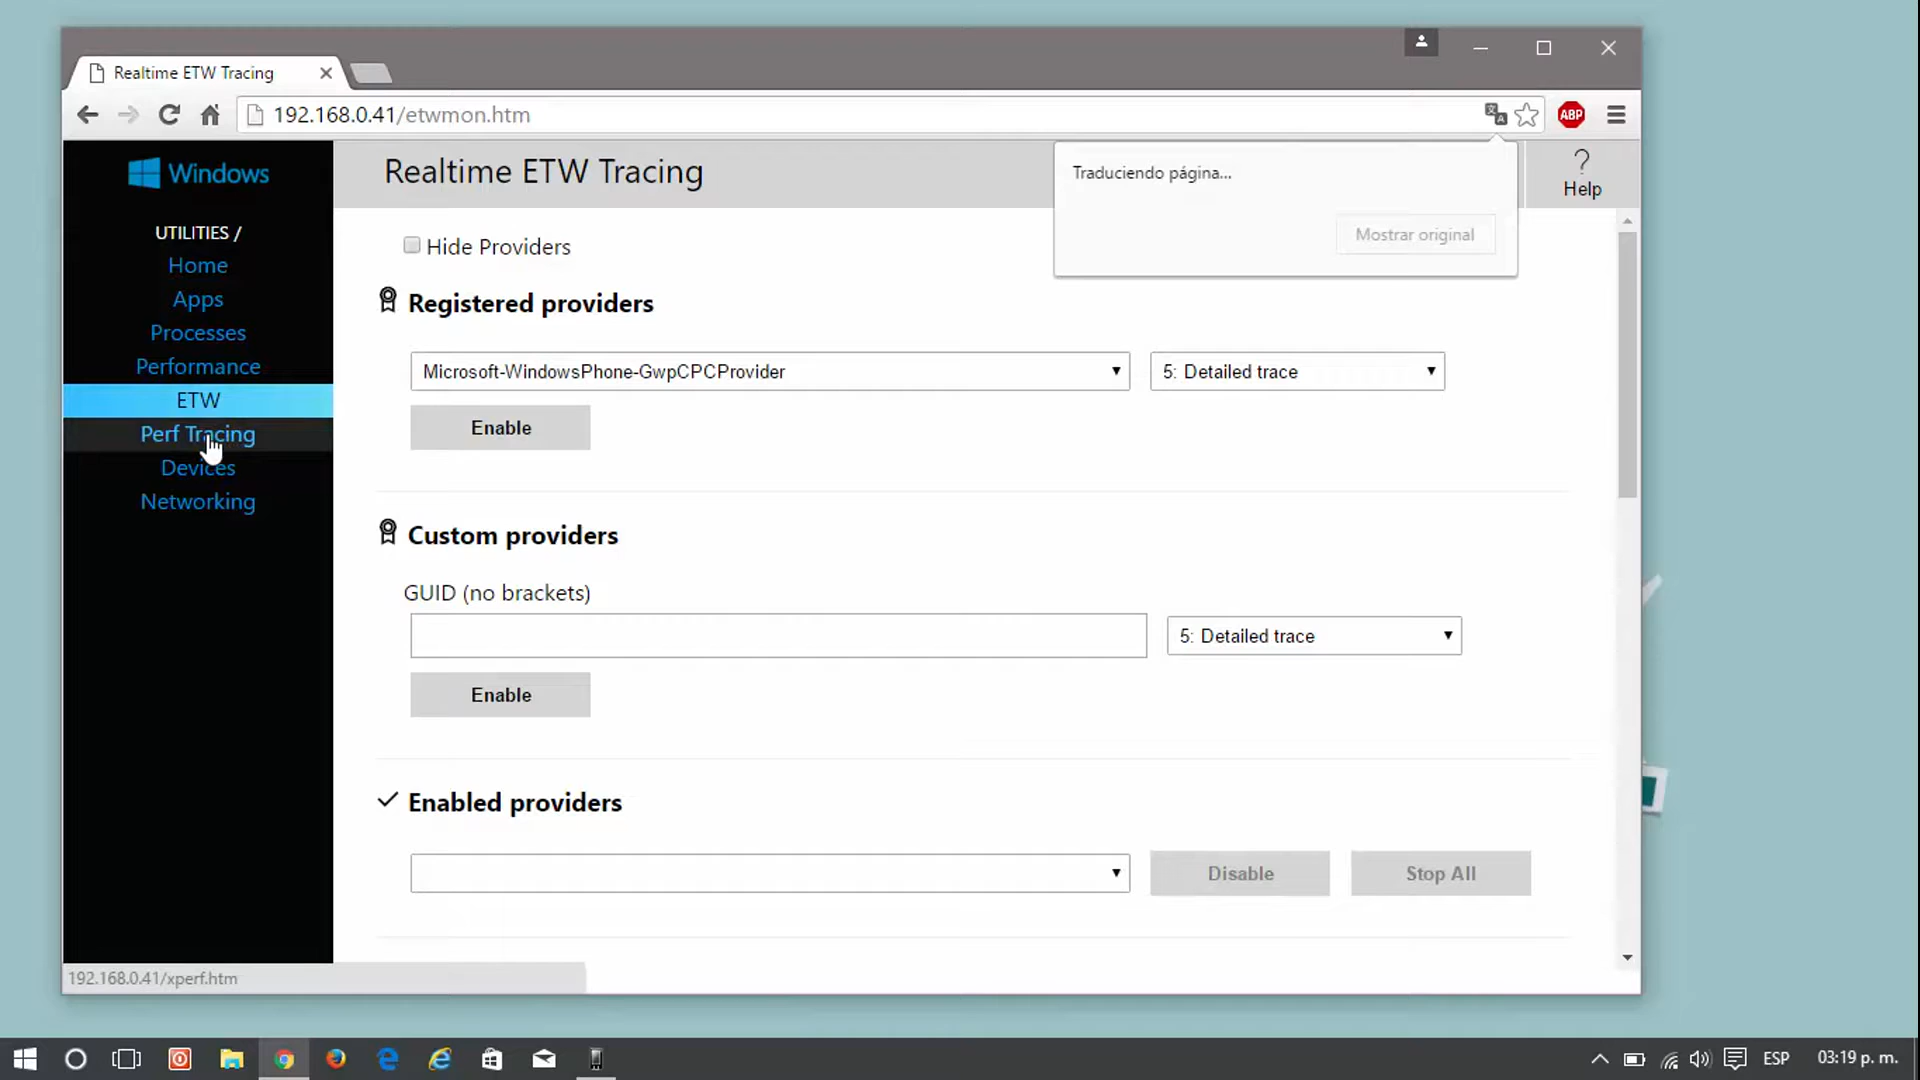 Realtime ETW Tracing
192.168.0.41/etwmon.htm
ABP
Windows
UTILITIES /
Home
Apps
Processes
Performance
ETW
Perf Tracing
Devices
Networking
Realtime ETW Tracing
Traduciendo página...
Mostrar original
?
Help
Hide Providers
Registered providers
Microsoft-WindowsPhone-GwpCPCProvider
5: Detailed trace
Enable
Custom providers
GUID (no brackets)
5: Detailed trace
Enable
Enabled providers
Disable
Stop All
192.168.0.41/xperf.htm
ESP
03:19 p. m.